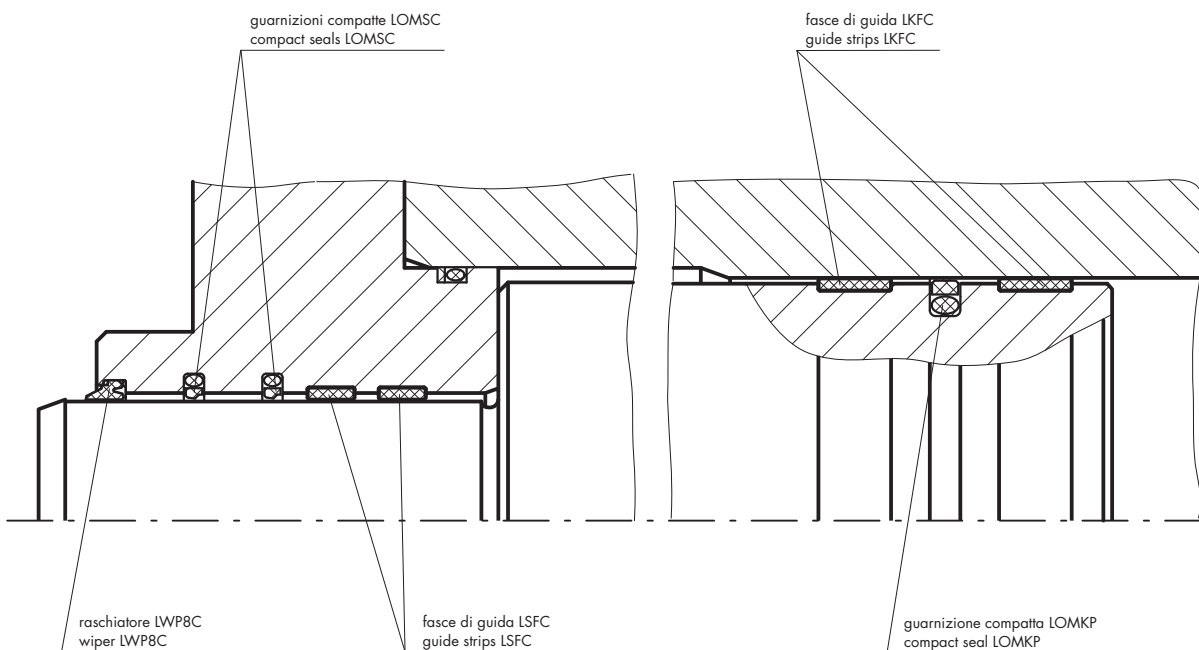 guarnizioni compatte LOMSC
compact seals LOMSC
fasce di guida LKFC
guide strips LKFC
raschiatore LWP8C
wiper LWP8C
fasce di guida LSFC
guide strips LSFC
guarnizione compatta LOMKP
compact seal LOMKP